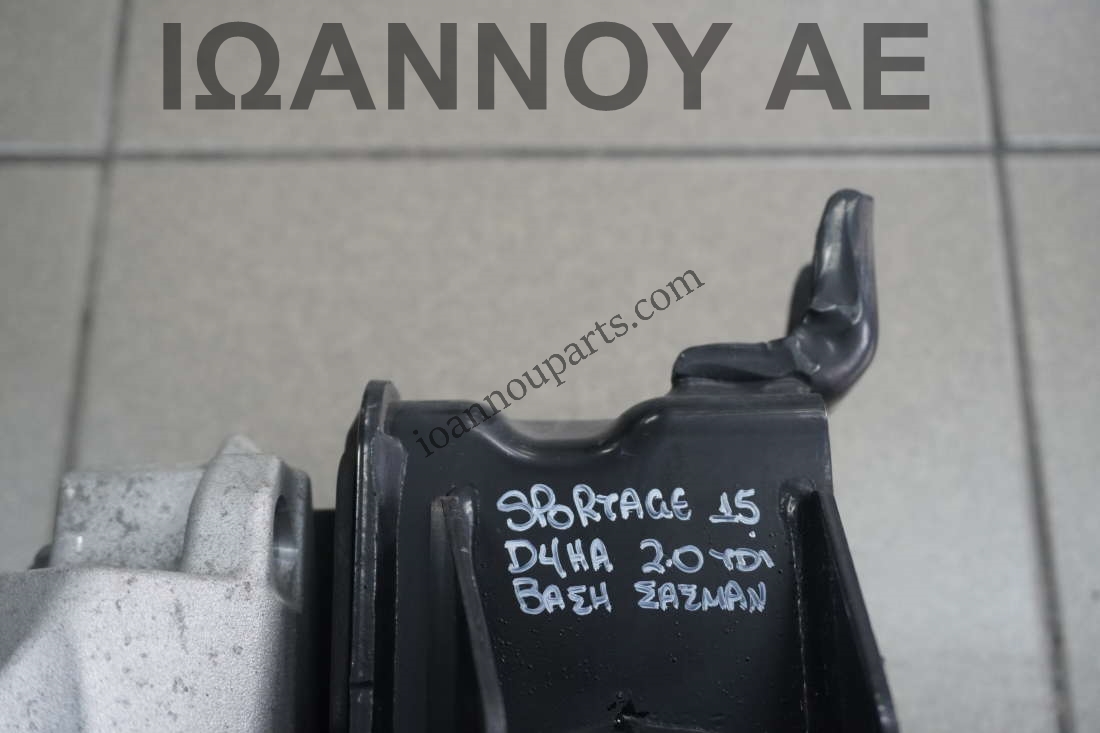 ΙΩΑΝΝΟΥ ΑΕ
ioannouparts.com
SPORTAGE 15
D4HA 2.0 TDI
ΒΑΣΗ ΣΑΣΜΑΝ